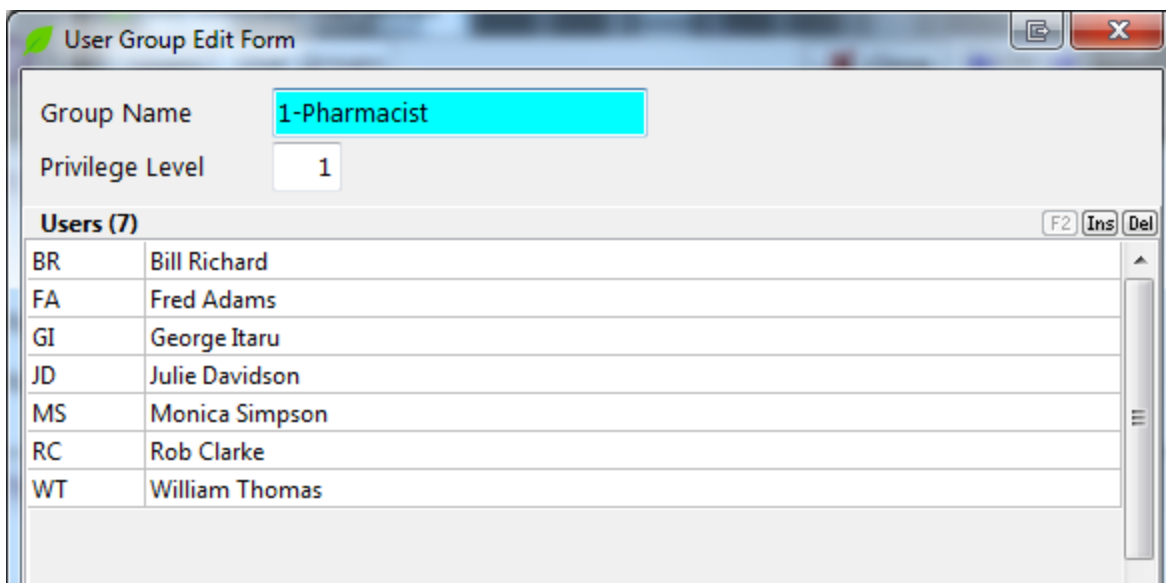 User Group Edit Form
Group Name 1-Pharmacist
Privilege Level 1
Users (7) F2 Ins Del
BR Bill Richard
FA Fred Adams
GI George Itaru
JD Julie Davidson
MS Monica Simpson
RC Rob Clarke
WT William Thomas